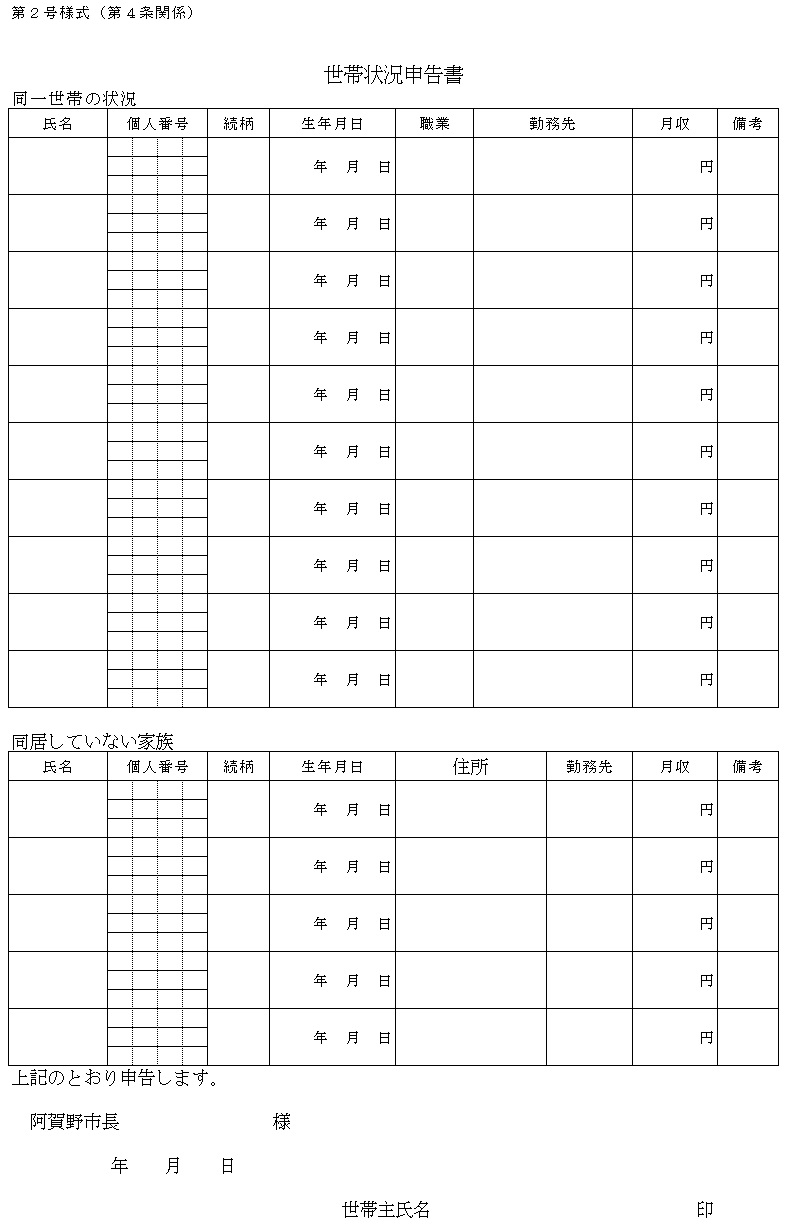 第２号様式（第４条関係）
世帯状況申告書
同一世帯の状況
氏名 個人番号 続柄 生年月日 職業 勤務先 月収 備考
年 月 日 円
年 月 日 円
年 月 日 円
年 月 日 円
年 月 日 円
年 月 日 円
年 月 日 円
年 月 日 円
年 月 日 円
年 月 日 円
同居していない家族
氏名 個人番号 続柄 生年月日 住所 勤務先 月収 備考
年 月 日 円
年 月 日 円
年 月 日 円
年 月 日 円
年 月 日 円
上記のとおり申告します。
阿賀野市長 様
年 月 日
世帯主氏名 印